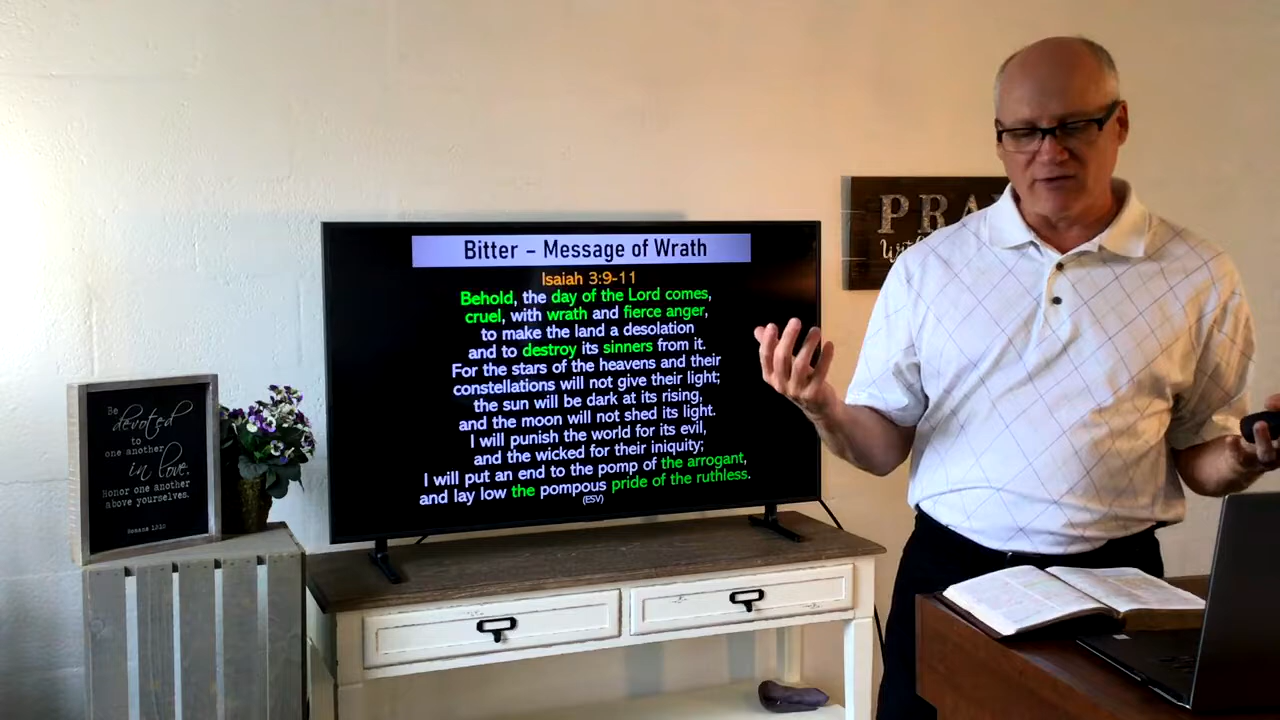 Bitter – Message of Wrath
Isaiah 3:9-11
Behold, the day of the Lord comes,
cruel, with wrath and fierce anger,
to make the land a desolation
and to destroy its sinners from it.
For the stars of the heavens and their
constellations will not give their light;
the sun will be dark at its rising,
and the moon will not shed its light.
I will punish the world for its evil,
and the wicked for their iniquity;
I will put an end to the pomp of the arrogant,
and lay low the pompous pride of the ruthless.
(ESV)
Be
devoted
to
one another
in love.
Honor one another
above yourselves.
Romans 12:10
PRA